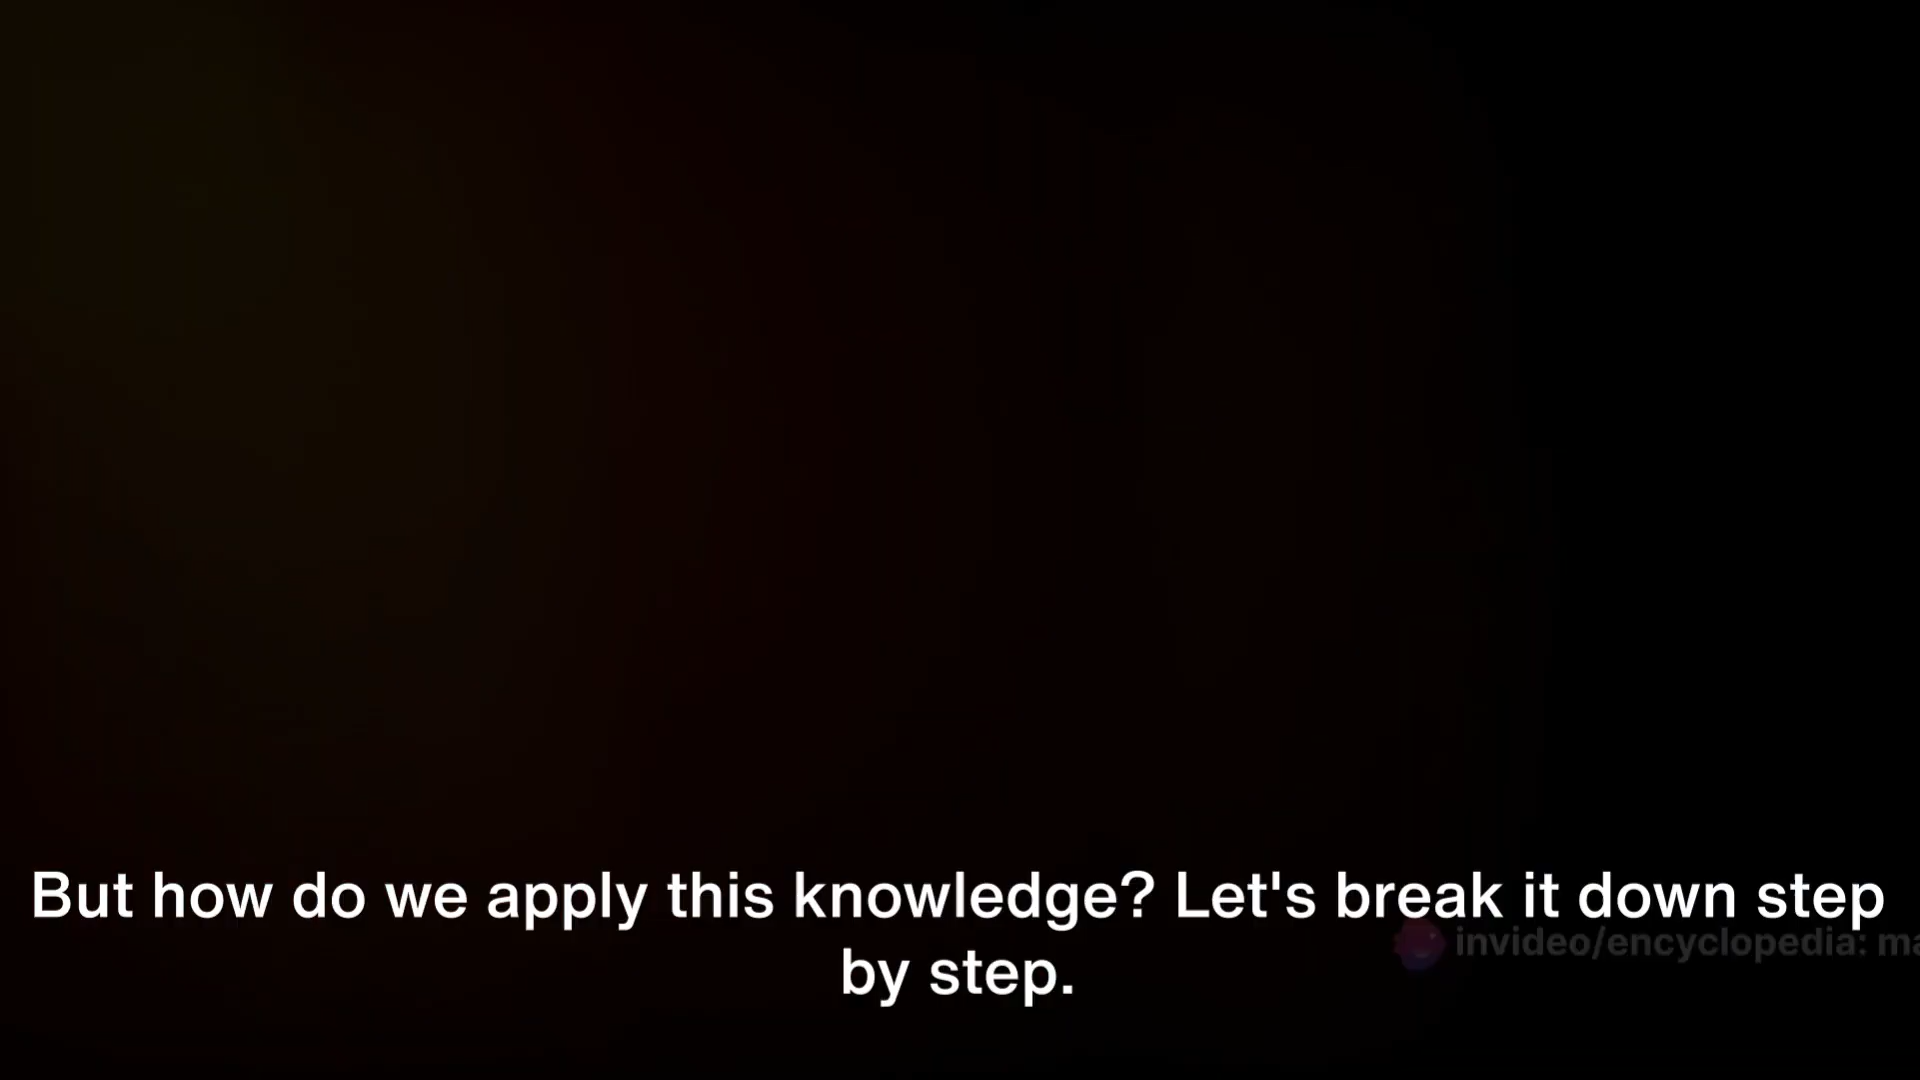 But how do we apply this knowledge? Let's break it down step
by step.
invideo/encyclopedia: